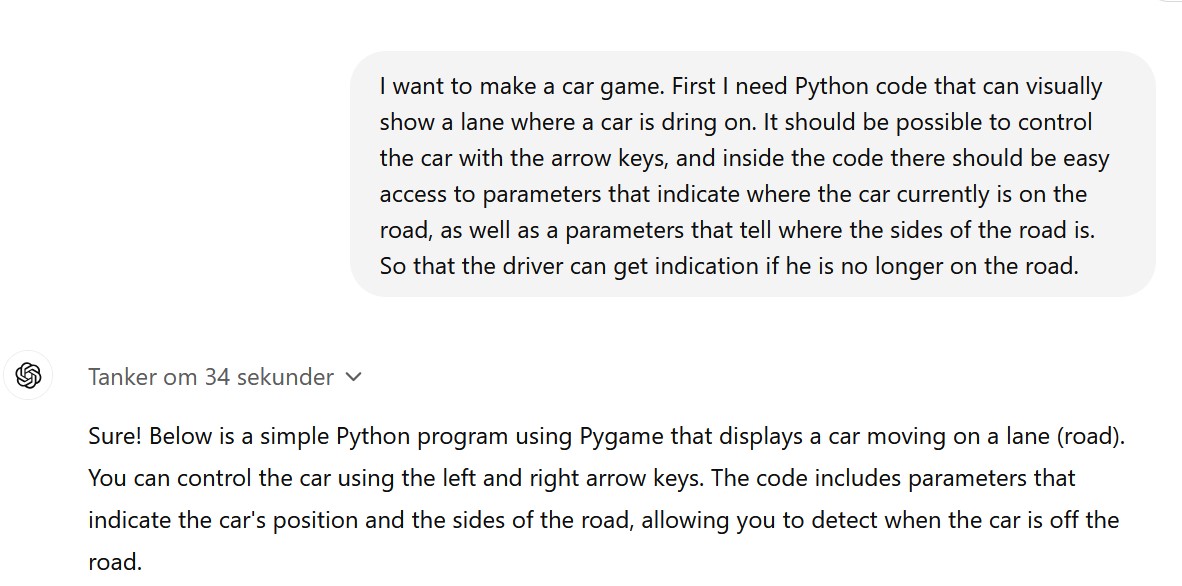 I want to make a car game. First I need Python code that can visually
show a lane where a car is dring on. It should be possible to control
the car with the arrow keys, and inside the code there should be easy
access to parameters that indicate where the car currently is on the
road, as well as a parameters that tell where the sides of the road is.
So that the driver can get indication if he is no longer on the road.
Tanker om 34 sekunder
Sure! Below is a simple Python program using Pygame that displays a car moving on a lane (road).
You can control the car using the left and right arrow keys. The code includes parameters that
indicate the car's position and the sides of the road, allowing you to detect when the car is off the
road.